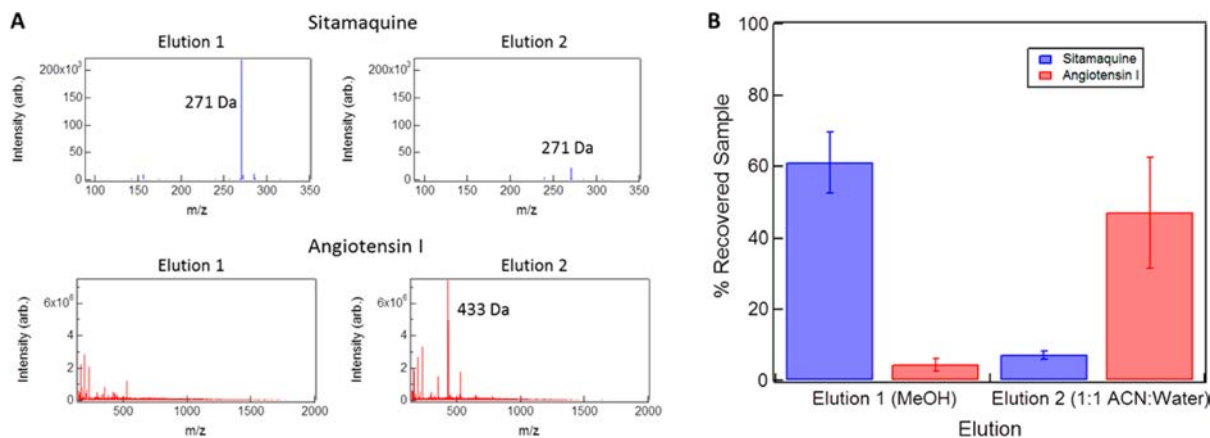 A
Sitamaquine
Elution 1
Elution 2
Intensity (arb.)
200x10³
150
100
50
0
271 Da
100 150 200 250 300 350
m/z
Intensity (arb.)
200x10³
150
100
50
0
271 Da
100 150 200 250 300 350
m/z
Angiotensin I
Elution 1
Elution 2
Intensity (arb.)
6x10⁶
4
2
0
500 1000 1500 2000
m/z
Intensity (arb.)
6x10⁶
4
2
0
433 Da
500 1000 1500 2000
m/z
B
% Recovered Sample
100
80
60
40
20
0
Sitamaquine
Angiotensin I
Elution 1 (MeOH) Elution 2 (1:1 ACN:Water)
Elution